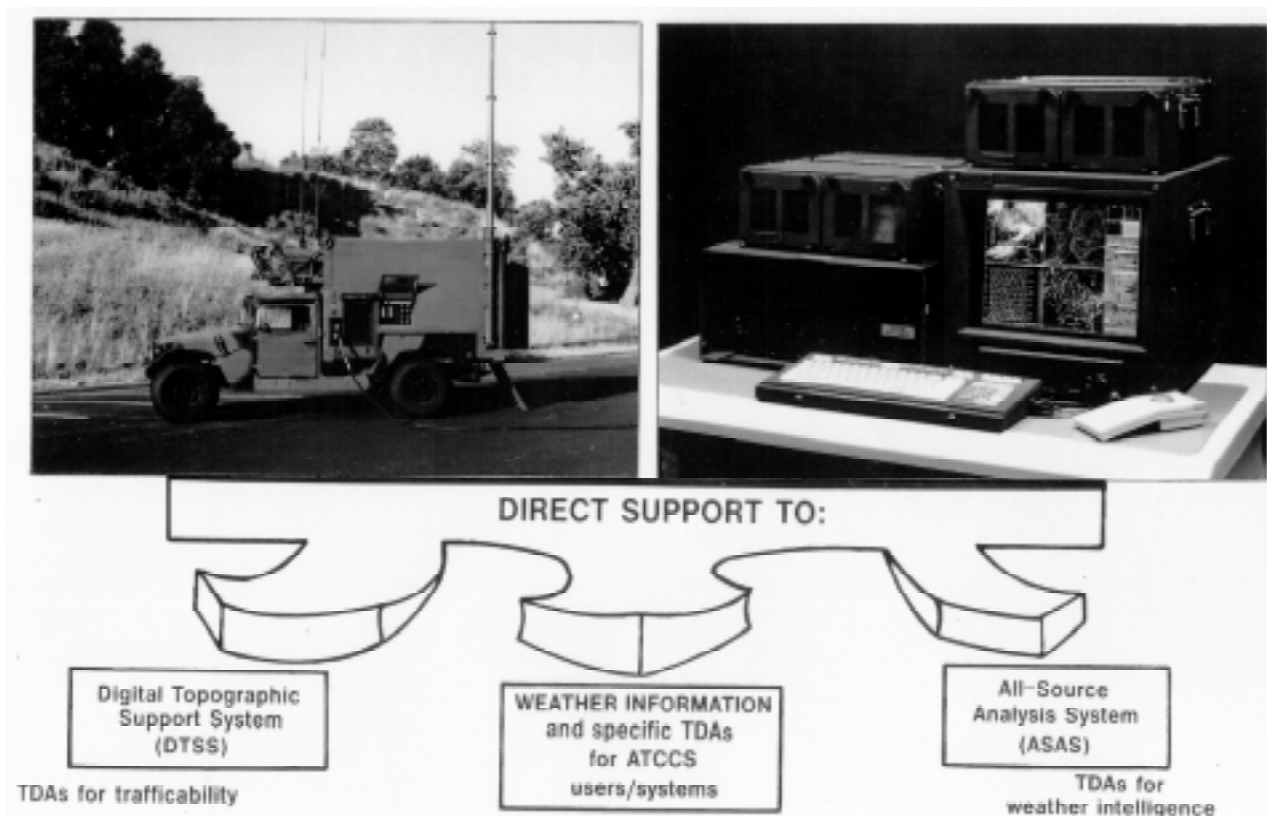 DIRECT SUPPORT TO:
Digital Topographic
Support System
(DTSS)
TDAs for trafficability
WEATHER INFORMATION
and specific TDAs
for ATCCS
users/systems
All-Source
Analysis System
(ASAS)
TDAs for
weather intelligence